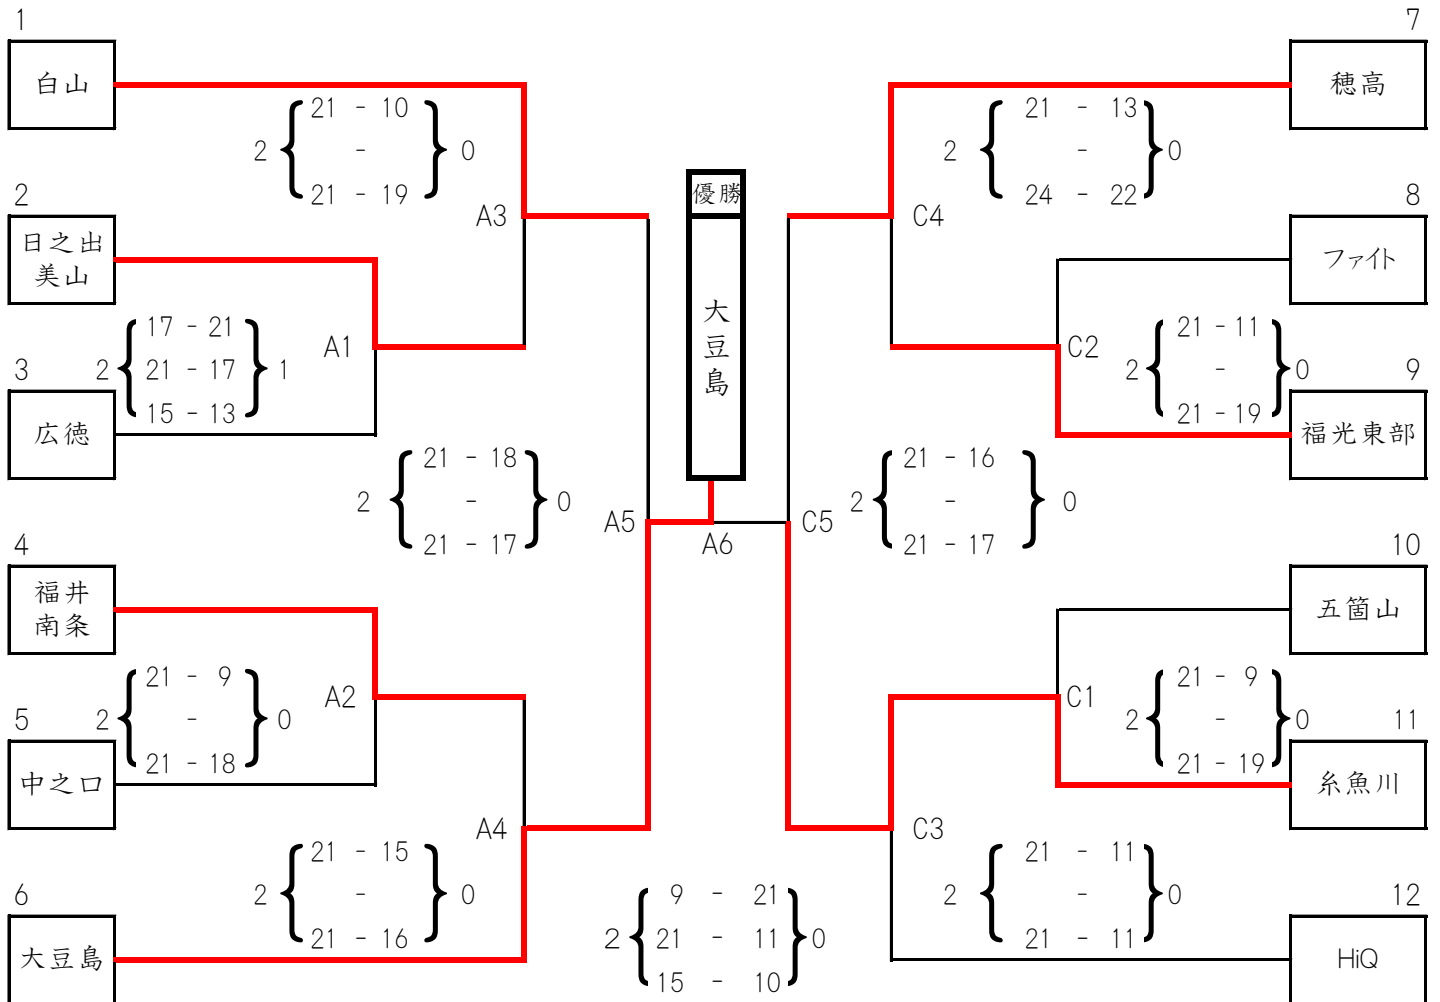 1
白山
21 - 10
2 - 0
21 - 19
A3
2
日之出
美山
17 - 21
2 21 - 17 1
15 - 13
A1
3
広徳
21 - 18
2 - 0
21 - 17
A5
4
福井
南条
21 - 9
2 - 0
21 - 18
A2
5
中之口
A4
21 - 15
2 - 0
21 - 16
6
大豆島
優勝
大豆島
A6
9 - 21
2 21 - 11 0
15 - 10
7
穂高
21 - 13
2 - 0
24 - 22
C4
8
ファイト
C2
21 - 11
2 - 0
21 - 19
9
福光東部
21 - 16
2 - 0
21 - 17
C5
10
五箇山
C1
21 - 9
2 - 0
21 - 19
11
糸魚川
C3
21 - 11
2 - 0
21 - 11
12
HiQ